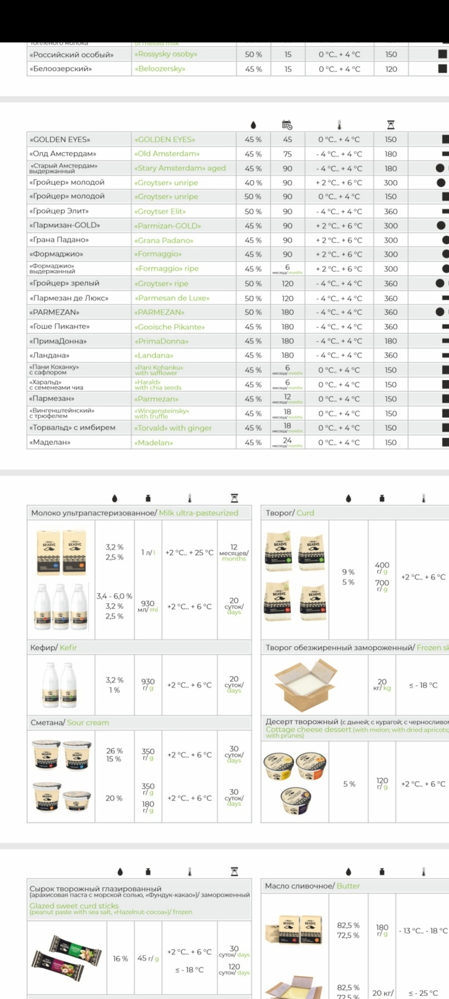 топленого молока of melted milk
«Российский особый» «Rossysky osoby» 50 % 15 0 °C.. + 4 °C 150
«Белоозерский» «Beloozersky» 45 % 15 0 °C.. + 4 °C 120
«GOLDEN EYES» «GOLDEN EYES» 45 % 45 0 °C.. + 4 °C 150
«Олд Амстердам» «Old Amsterdam» 45 % 75 - 4 °C.. + 4 °C 180
«Старый Амстердам»
выдержанный «Stary Amsterdam» aged 45 % 90 - 4 °C.. + 4 °C 180
«Гройцер» молодой «Groytser» unripe 40 % 90 + 2 °C.. + 6 °C 300
«Гройцер» молодой «Groytser» unripe 50 % 90 0 °C.. + 4 °C 150
«Гройцер Элит» «Groytser Elit» 50 % 90 - 4 °C.. + 4 °C 360
«Пармизан-GOLD» «Parmizan-GOLD» 45 % 90 + 2 °C.. + 6 °C 300
«Грана Падано» «Grana Padano» 45 % 90 + 2 °C.. + 6 °C 300
«Формаджио» «Formaggio» 45 % 90 + 2 °C.. + 6 °C 300
«Формаджио»
выдержанный «Formaggio» ripe 45 % 6 месяца/ months + 2 °C.. + 6 °C 300
«Гройцер» зрелый «Groytser» ripe 50 % 120 - 4 °C.. + 4 °C 360
«Пармезан де Люкс» «Parmesan de Luxe» 50 % 120 - 4 °C.. + 4 °C 360
«PARMEZAN» «PARMEZAN» 50 % 180 - 4 °C.. + 4 °C 360
«Гоше Пиканте» «Gooische Pikante» 45 % 180 - 4 °C.. + 4 °C 360
«ПримаДонна» «PrimaDonna» 45 % 180 - 4 °C.. + 4 °C 180
«Ландана» «Landana» 45 % 180 - 4 °C.. + 4 °C 360
«Пани Коханку» «Pani Kohanku»
с сафлором with safflower 45 % 6 месяца/ months 0 °C.. + 4 °C 150
«Харальд» «Harald»
с семенеами чиа with chia seeds 45 % 6 месяца/ months 0 °C.. + 4 °C 150
«Пармезан» «Parmezan» 45 % 12 месяца/ months 0 °C.. + 4 °C 150
«Вингенштейнский» «Wingensteinsky»
с трюфелем with truffle 45 % 18 месяца/ months 0 °C.. + 4 °C 150
«Торвальд» с имбирем «Torvald» with ginger 45 % 18 месяца/ months 0 °C.. + 4 °C 150
«Маделан» «Madelan» 45 % 24 месяца/ months 0 °C.. + 4 °C 150
Молоко ультрапастеризованное/ Milk ultra-pasteurized
3,2 %
2,5 %
1 л/ l
+2 °C.. + 25 °C
12
месяцев/
months
3,4 - 6,0 %
3,2 %
2,5 %
930
мл/ ml
+2 °C.. + 6 °C
20
суток/
days
Кефир/ Kefir
3,2 %
1 %
930
г/ g
+2 °C.. + 6 °C
20
суток/
days
Сметана/ Sour cream
26 %
15 %
350
г/ g
+2 °C.. + 6 °C
30
суток/
days
20 %
350
г/ g
180
г/ g
+2 °C.. + 6 °C
30
суток/
days
Творог/ Curd
9 %
5 %
400
г/ g
700
г/ g
+2 °C.. + 6 °C
Творог обезжиренный замороженный/ Frozen sk
20
кг/ kg
≤ - 18 °C
Десерт творожный (с дыней; с курагой; с черносливом
Cottage cheese dessert (with melon; with dried apricots;
with prunes)
5 %
120
г/ g
+2 °C.. + 6 °C
Сырок творожный глазированный
(арахисовая паста с морской солью, «Фундук-какао»)/ замороженный
Glazed sweet curd sticks
(peanut paste with sea salt, «Hazelnut-cocoa»)/ frozen
16 %
45 г/ g
+2 °C.. + 6 °C
≤ - 18 °C
30
суток/ days
120
суток/ days
Масло сливочное/ Butter
82,5 %
72,5 %
180
г/ g
- 13 °C.. - 18 °C
82,5 %
72,5 %
20 кг/
≤ - 25 °C